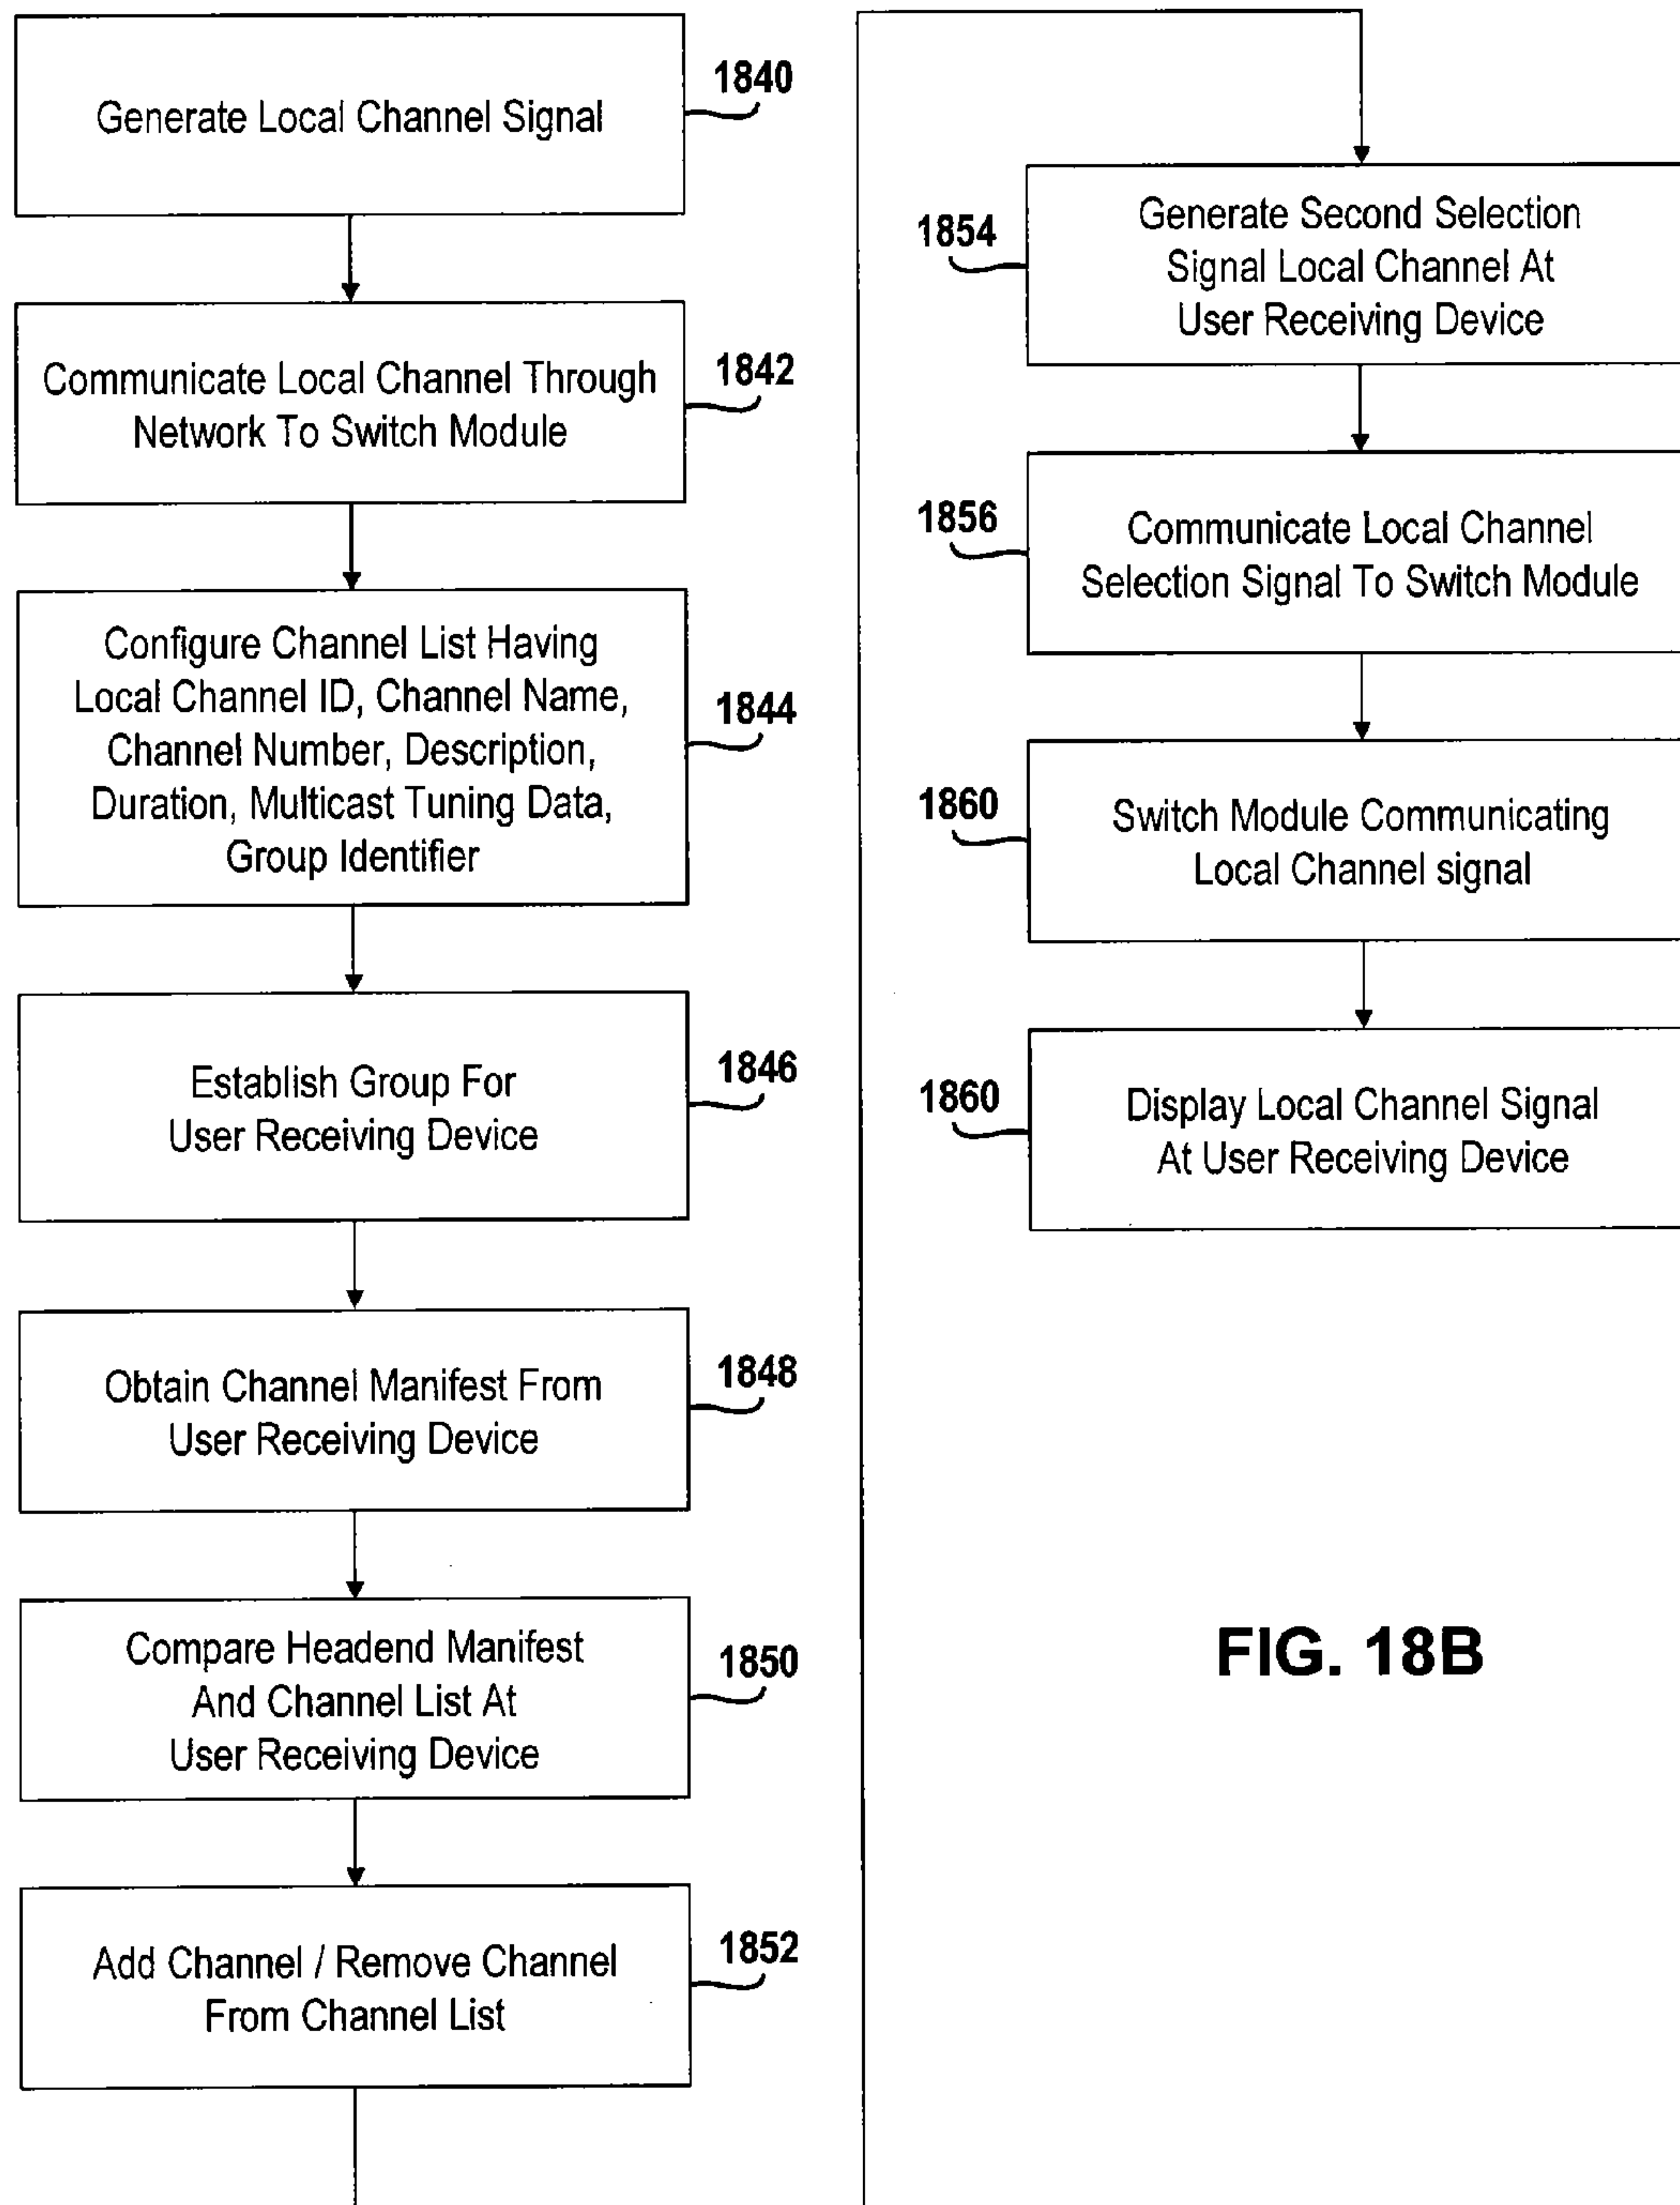 Generate Local Channel Signal
1840
Communicate Local Channel Through
Network To Switch Module
1842
Configure Channel List Having
Local Channel ID, Channel Name,
Channel Number, Description,
Duration, Multicast Tuning Data,
Group Identifier
1844
Establish Group For
User Receiving Device
1846
Obtain Channel Manifest From
User Receiving Device
1848
Compare Headend Manifest
And Channel List At
User Receiving Device
1850
Add Channel / Remove Channel
From Channel List
1852
1854
Generate Second Selection
Signal Local Channel At
User Receiving Device
1856
Communicate Local Channel
Selection Signal To Switch Module
1860
Switch Module Communicating
Local Channel signal
1860
Display Local Channel Signal
At User Receiving Device
FIG. 18B